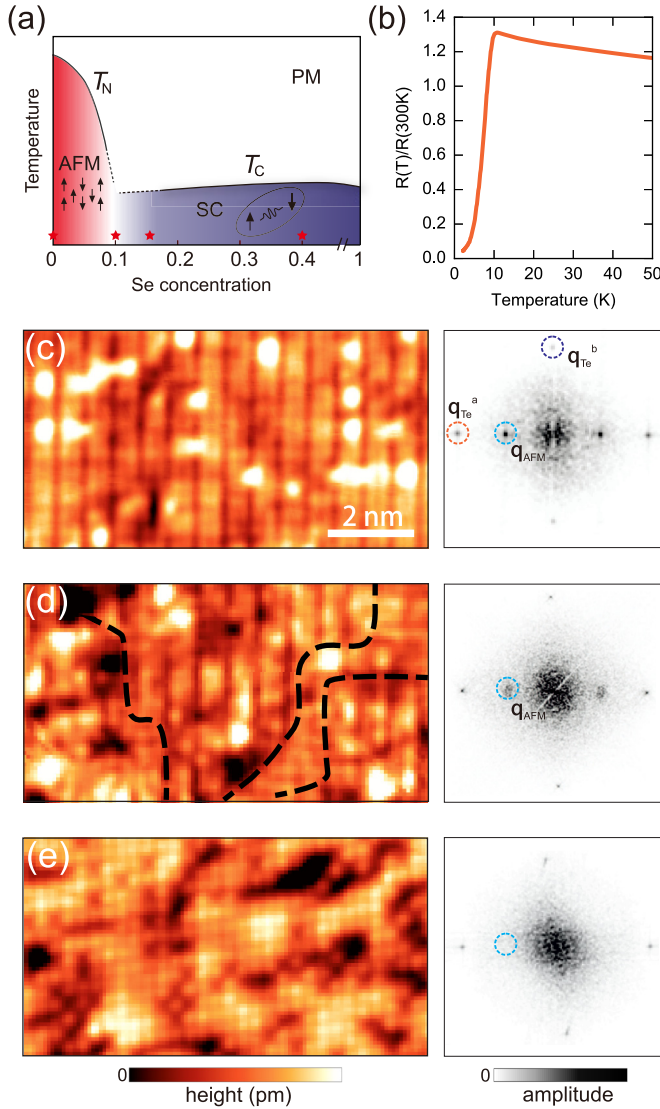 (a)
Temperature
T_N
PM
AFM
T_C
SC
0 0.1 0.2 0.3 0.4 1
Se concentration
(b)
R(T)/R(300K)
1.4
1.2
1.0
0.8
0.6
0.4
0.2
0.0
0 10 20 30 40 50
Temperature (K)
(c)
2 nm
q_Te^b
q_Te^a
q_AFM
(d)
q_AFM
(e)
0
height (pm)
0
amplitude